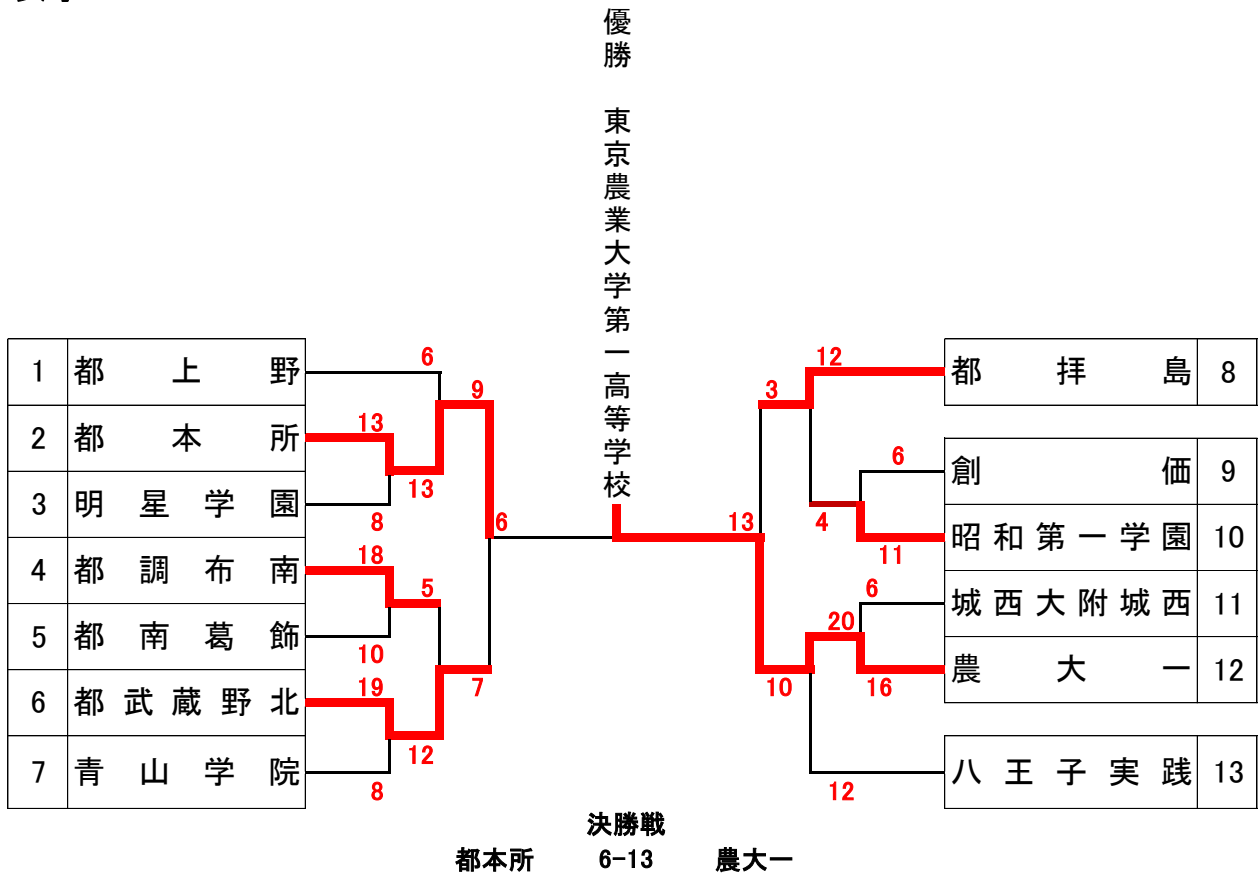 優勝 東京農業大学第一高等学校
1 都上野
2 都本所
3 明星学園
4 都調布南
5 都南葛飾
6 都武蔵野北
7 青山学院
6
13
8
18
10
19
8
13
5
12
9
7
6
13
3
10
12
4
20
12
6
11
6
16
都拝島 8
創価 9
昭和第一学園 10
城西大附城西 11
農大一 12
八王子実践 13
決勝戦
都本所 6-13 農大一